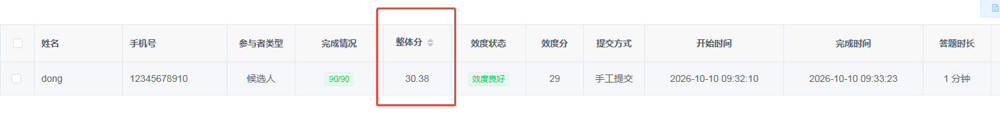 姓名 手机号 参与者类型 完成情况 整体分 效度状态 效度分 提交方式 开始时间 完成时间 答题时长
dong 12345678910 候选人 90/90 30.38 效度良好 29 手工提交 2026-10-10 09:32:10 2026-10-10 09:33:23 1 分钟